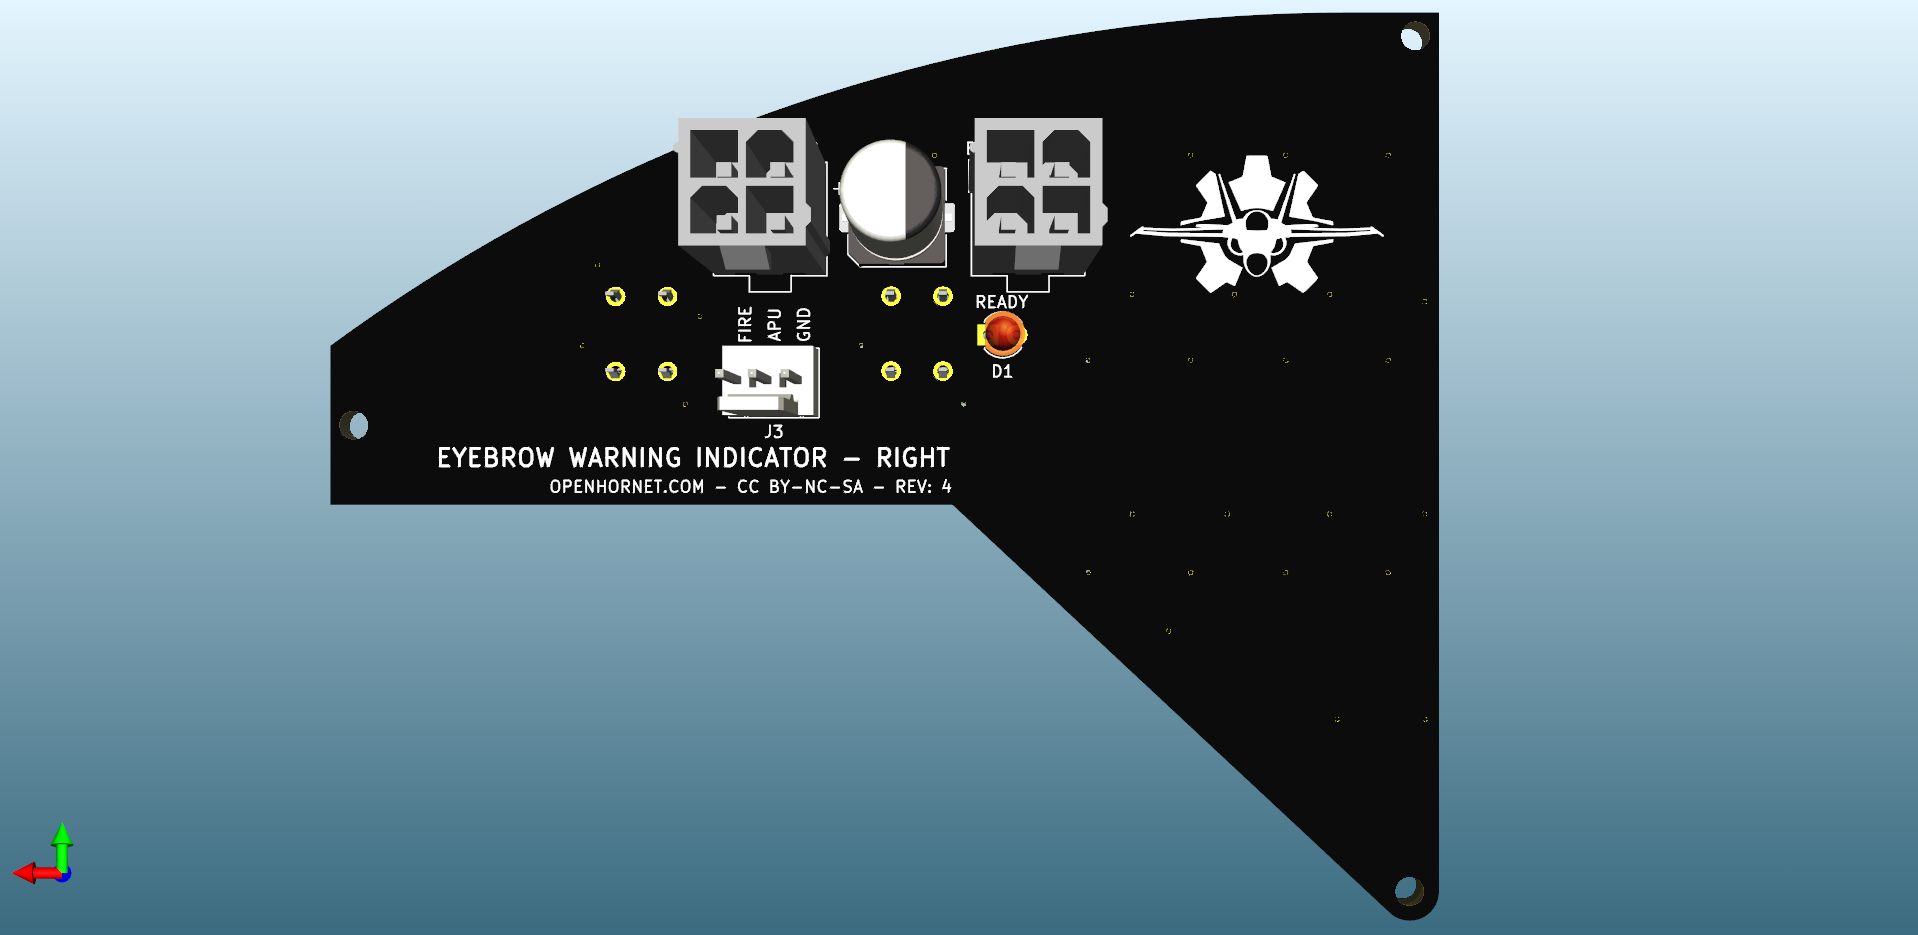 READY
FIRE
APU
GND
D1
J3
EYEBROW WARNING INDICATOR - RIGHT
OPENHORNET.COM - CC BY-NC-SA - REV: 4